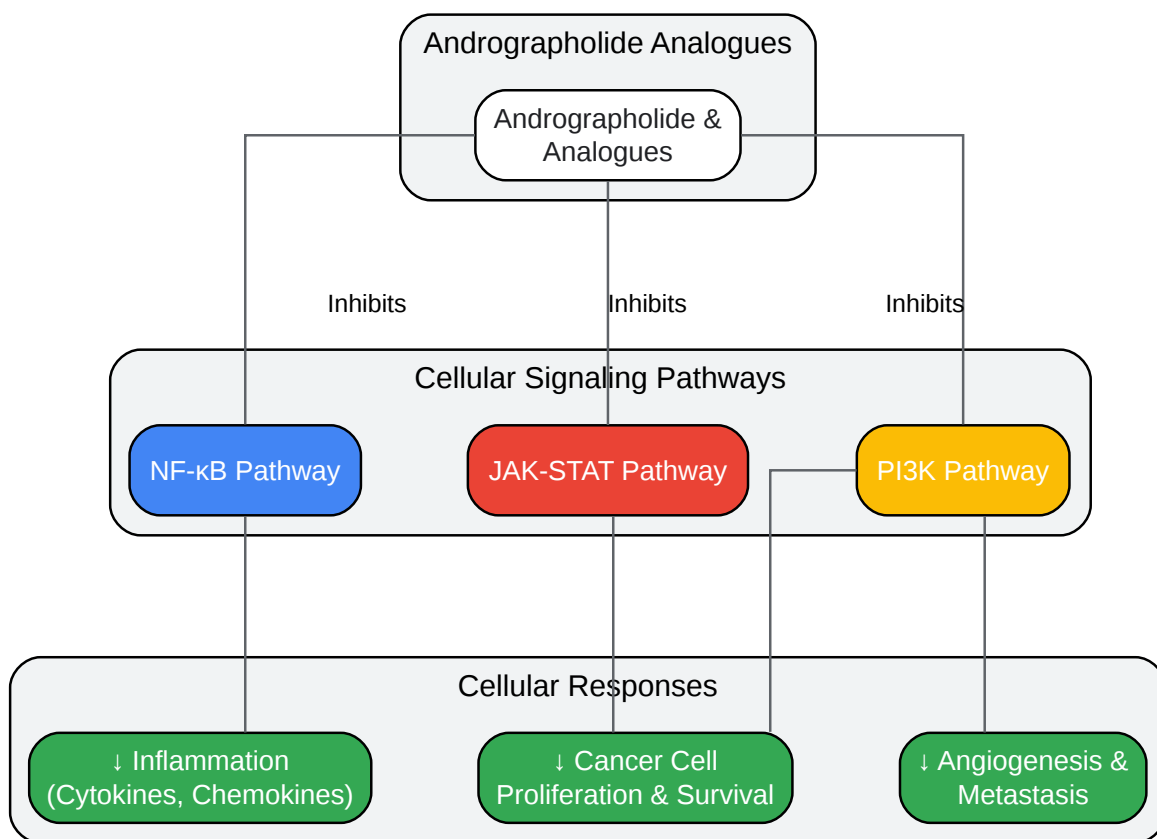 Andrographolide Analogues
Andrographolide &
Analogues
Inhibits
Inhibits
Inhibits
Cellular Signaling Pathways
NF-κB Pathway
JAK-STAT Pathway
PI3K Pathway
Cellular Responses
↓ Inflammation
(Cytokines, Chemokines)
↓ Cancer Cell
Proliferation & Survival
↓ Angiogenesis &
Metastasis